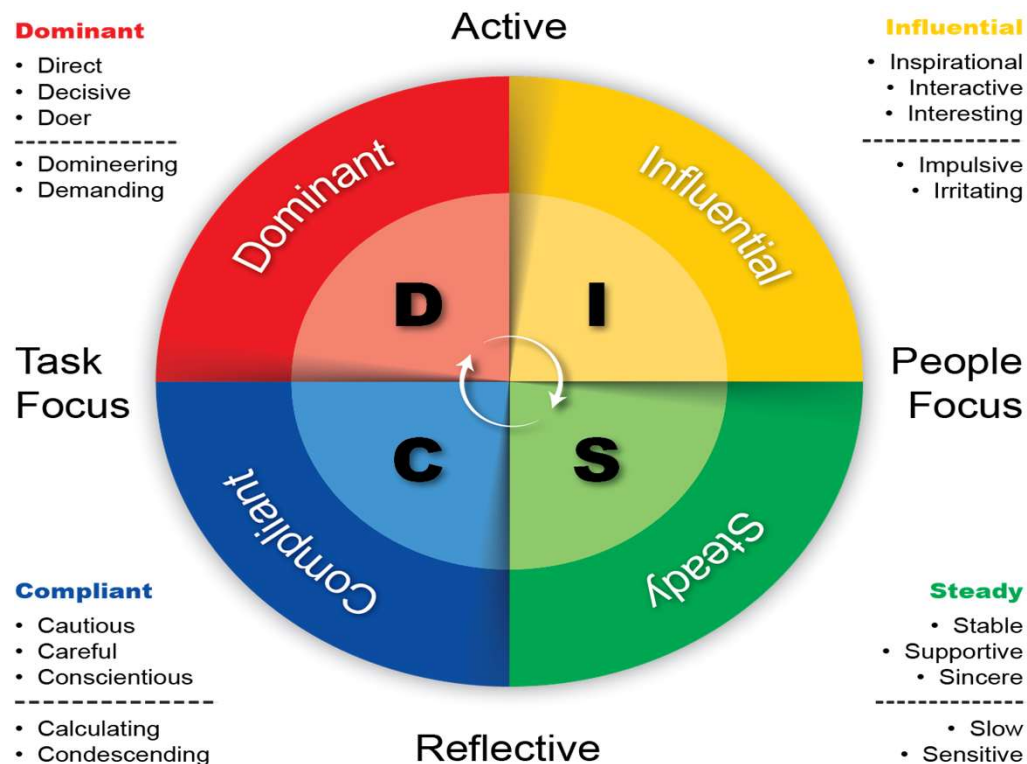 Active
Dominant
• Direct
• Decisive
• Doer
• Domineering
• Demanding
Influential
• Inspirational
• Interactive
• Interesting
• Impulsive
• Irritating
Dominant
Influential
D
I
Task
Focus
People
Focus
C
S
Compliant
Steady
Compliant
• Cautious
• Careful
• Conscientious
• Calculating
• Condescending
Steady
• Stable
• Supportive
• Sincere
• Slow
• Sensitive
Reflective